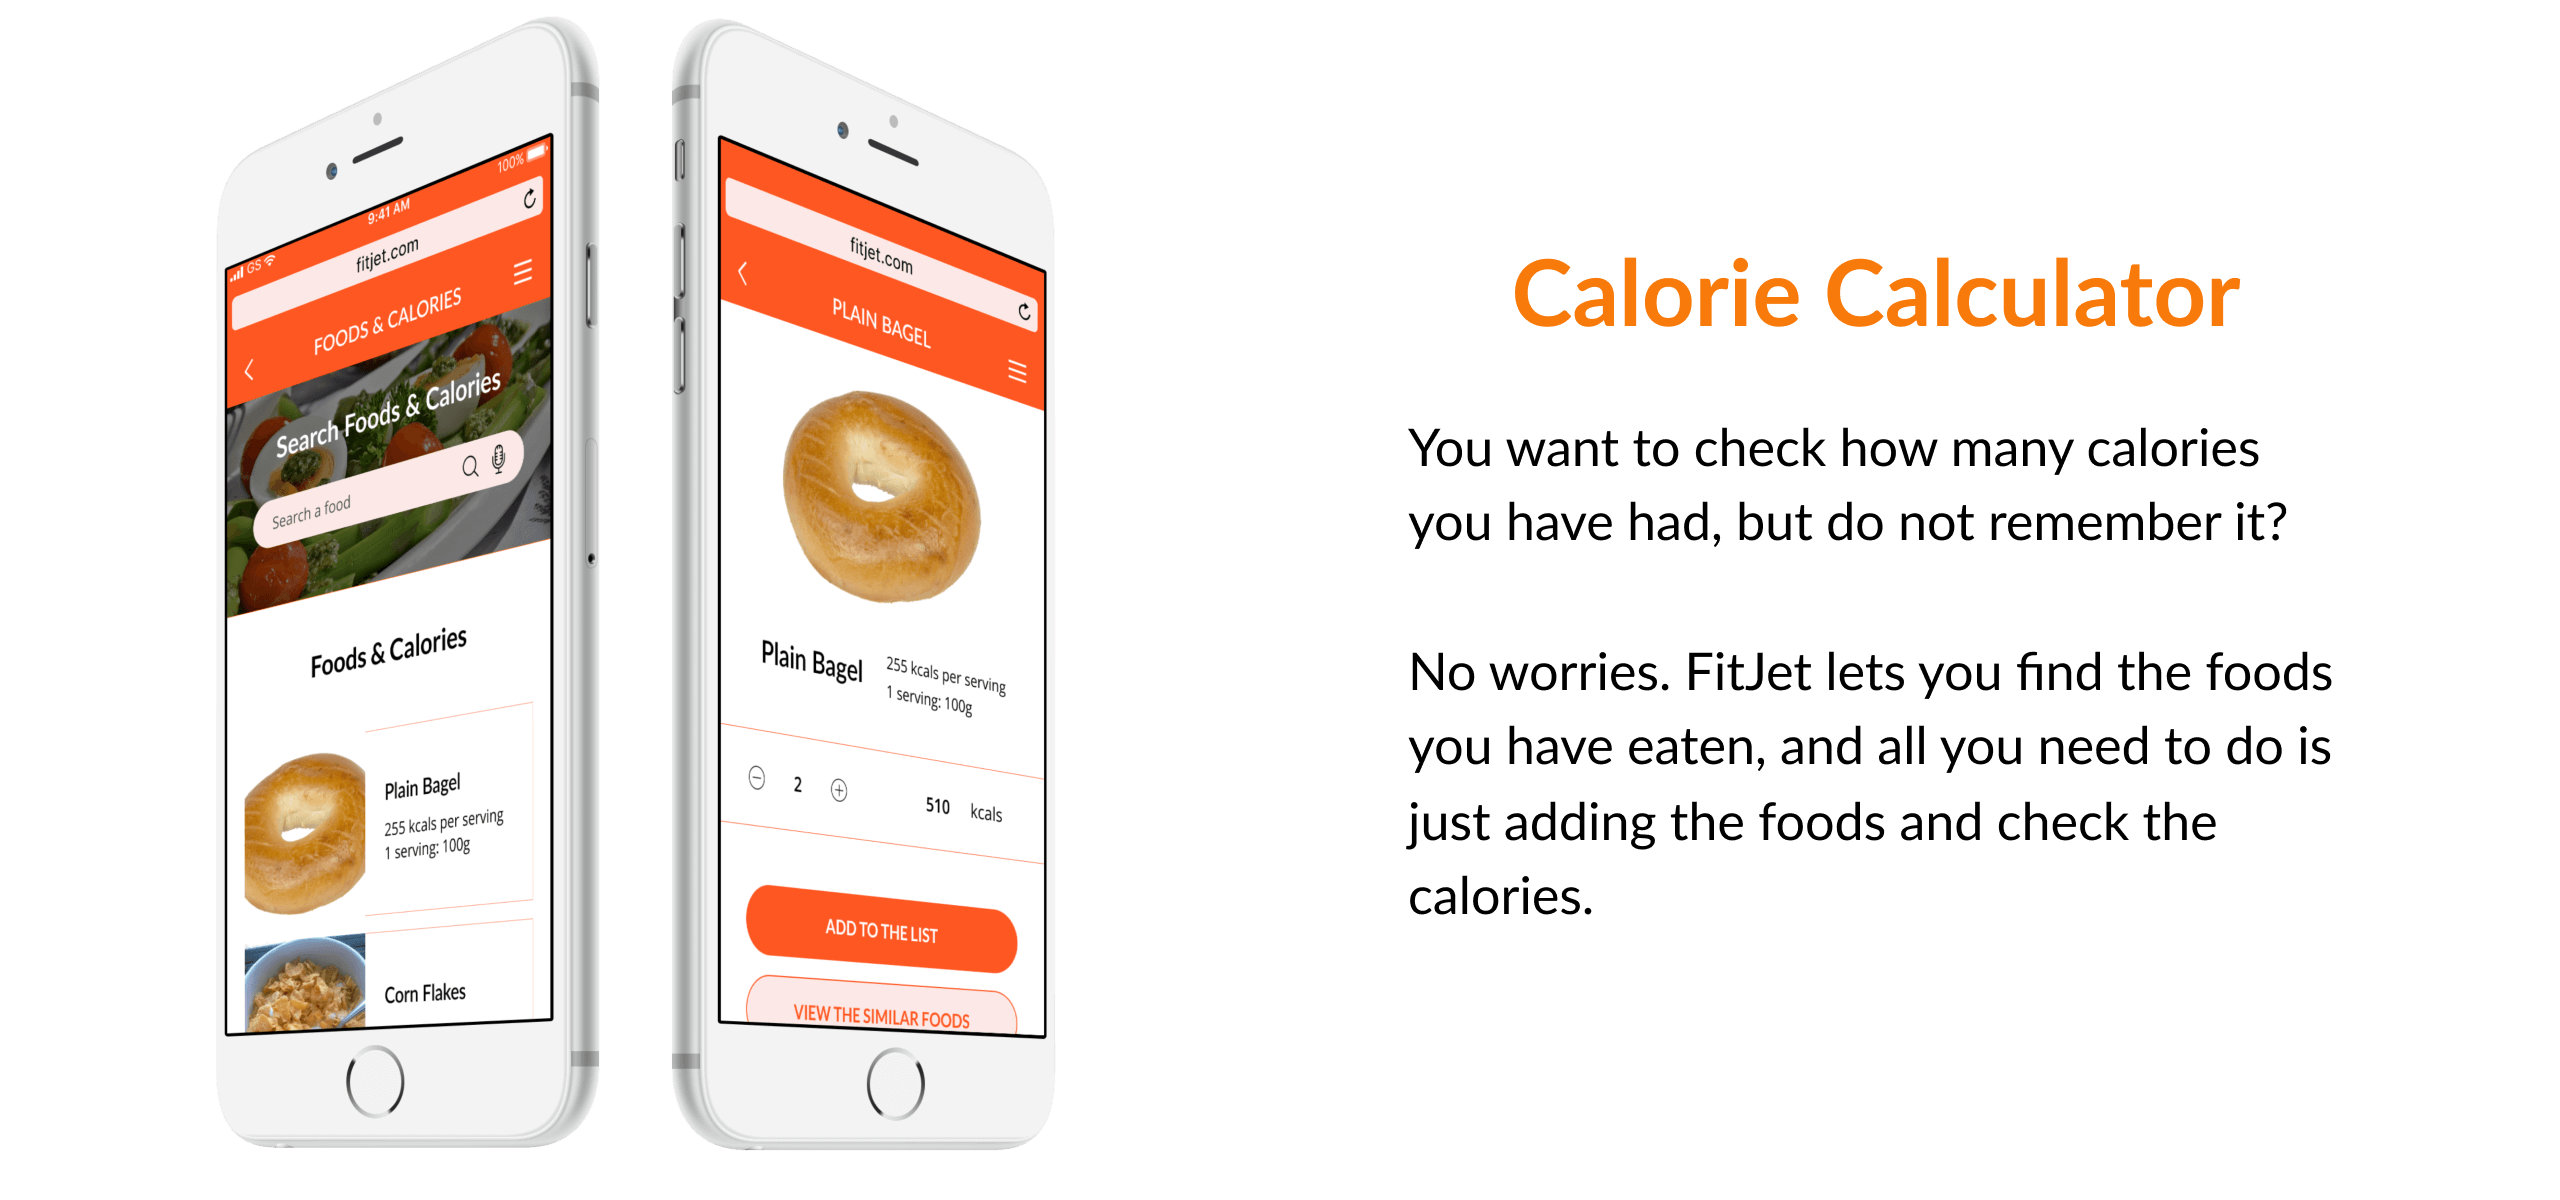 GS
9:41 AM
100%
fitjet.com
FOODS & CALORIES
Search Foods & Calories
Search a food
Foods & Calories
Plain Bagel
255 kcals per serving
1 serving: 100g
Corn Flakes
fitjet.com
PLAIN BAGEL
Plain Bagel
255 kcals per serving
1 serving: 100g
2
510 kcals
ADD TO THE LIST
VIEW THE SIMILAR FOODS
Calorie Calculator
You want to check how many calories
you have had, but do not remember it?
No worries. FitJet lets you find the foods
you have eaten, and all you need to do is
just adding the foods and check the
calories.